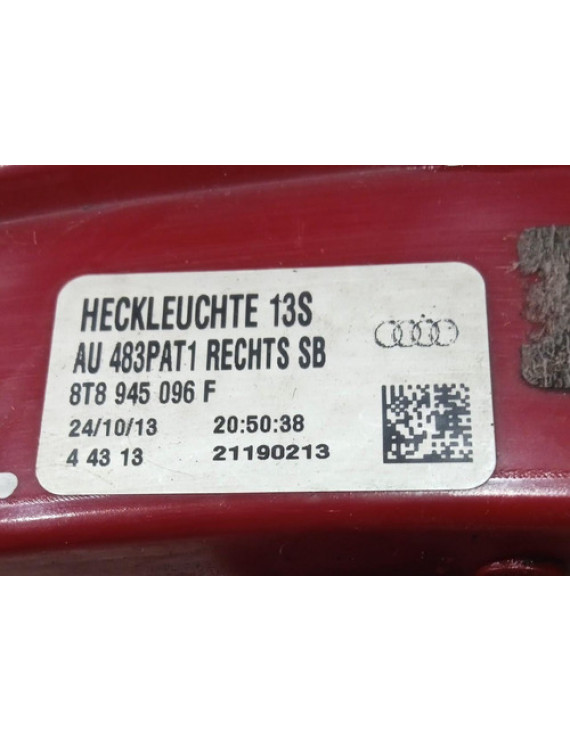 HECKLEUCHTE 13S
AU 483PAT1 RECHTS SB
8T8 945 096 F
24/10/13 20:50:38
4 43 13 21190213